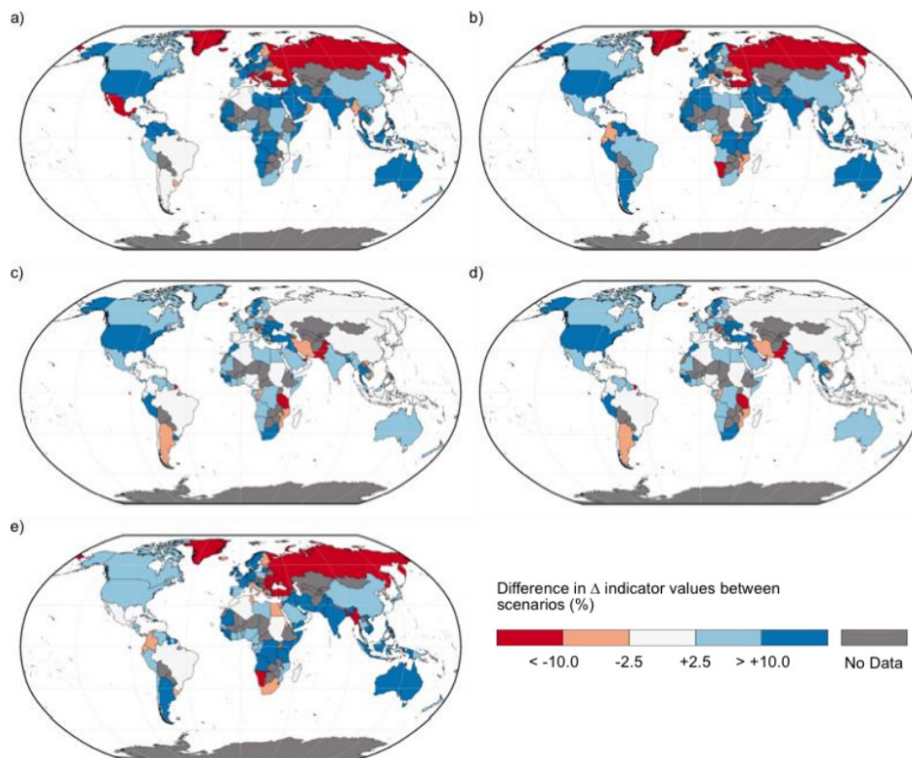 a)
b)
c)
d)
e)
Difference in Δ indicator values between
scenarios (%)
< -10.0 -2.5 +2.5 > +10.0
No Data